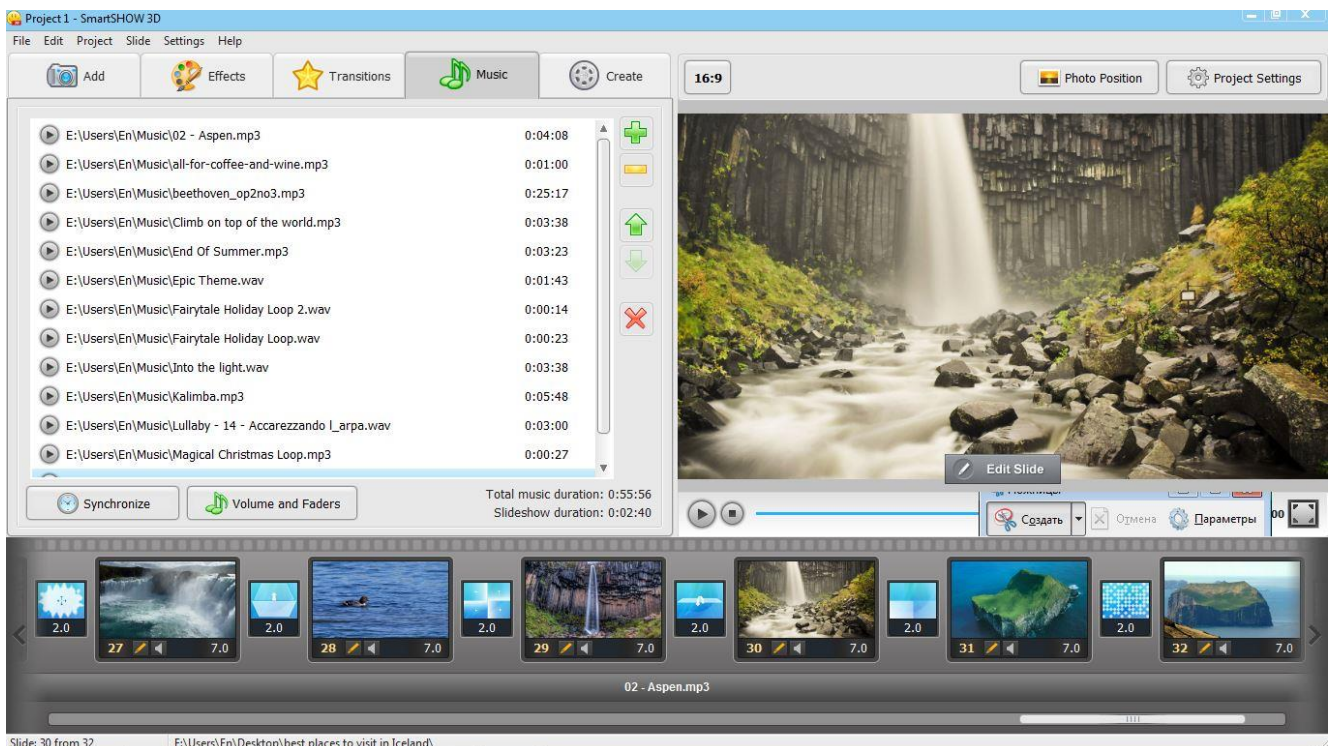 Project 1 - SmartSHOW 3D
File Edit Project Slide Settings Help
Add Effects Transitions Music Create
16:9 Photo Position Project Settings
E:\Users\En\Music\02 - Aspen.mp3 0:04:08
E:\Users\En\Music\all-for-coffee-and-wine.mp3 0:01:00
E:\Users\En\Music\beethoven_op2no3.mp3 0:25:17
E:\Users\En\Music\Climb on top of the world.mp3 0:03:38
E:\Users\En\Music\End Of Summer.mp3 0:03:23
E:\Users\En\Music\Epic Theme.wav 0:01:43
E:\Users\En\Music\Fairytale Holiday Loop 2.wav 0:00:14
E:\Users\En\Music\Fairytale Holiday Loop.wav 0:00:23
E:\Users\En\Music\Into the light.wav 0:03:38
E:\Users\En\Music\Kalimba.mp3 0:05:48
E:\Users\En\Music\Lullaby - 14 - Accarezzando l_arpa.wav 0:03:00
E:\Users\En\Music\Magical Christmas Loop.mp3 0:00:27
Synchronize Volume and Faders
Total music duration: 0:55:56
Slideshow duration: 0:02:40
Edit Slide
Создать Отмена Параметры 00
2.0 27 7.0 2.0 28 7.0 2.0 29 7.0 2.0 30 7.0 2.0 31 7.0 2.0 32 7.0
02 - Aspen.mp3
Slide: 30 from 32 E:\Users\En\Desktop\best places to visit in Iceland\